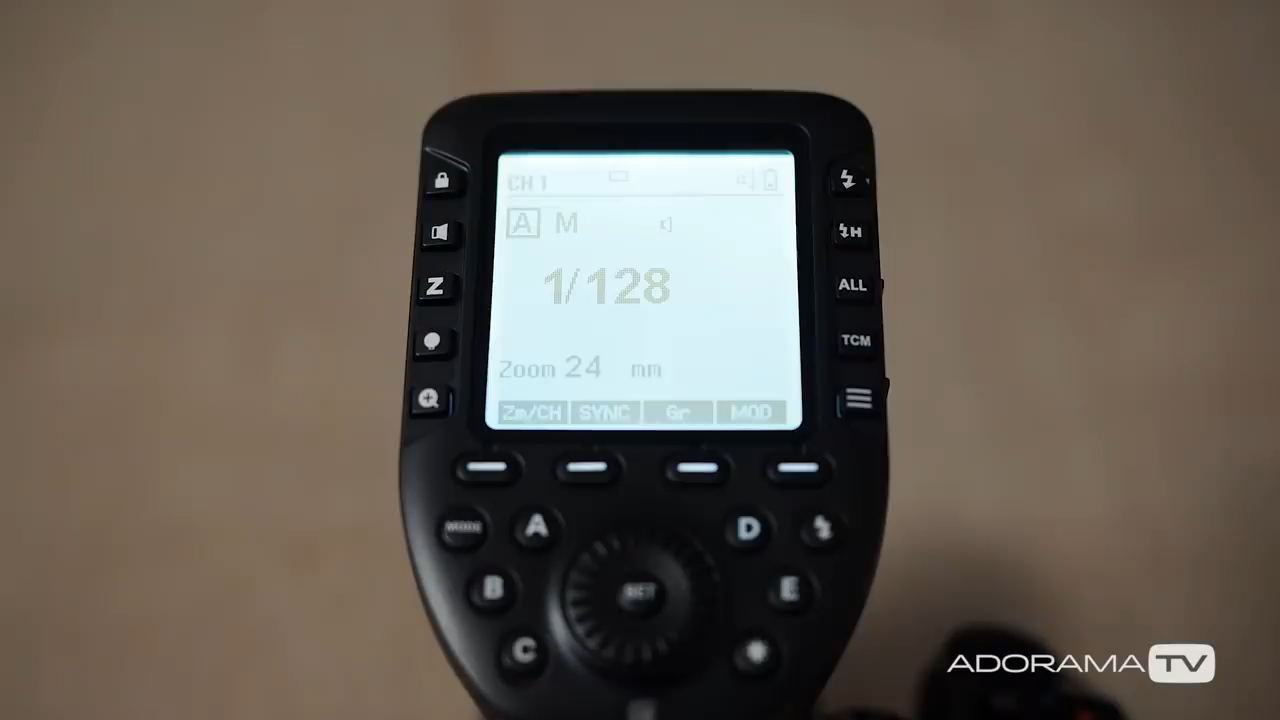 CH 1
A M
1/128
Zoom 24 mm
Zm/CH SYNC Gr MOD
Z
H
ALL
TCM
MODE A D
B SET E
C
ADORAMA TV